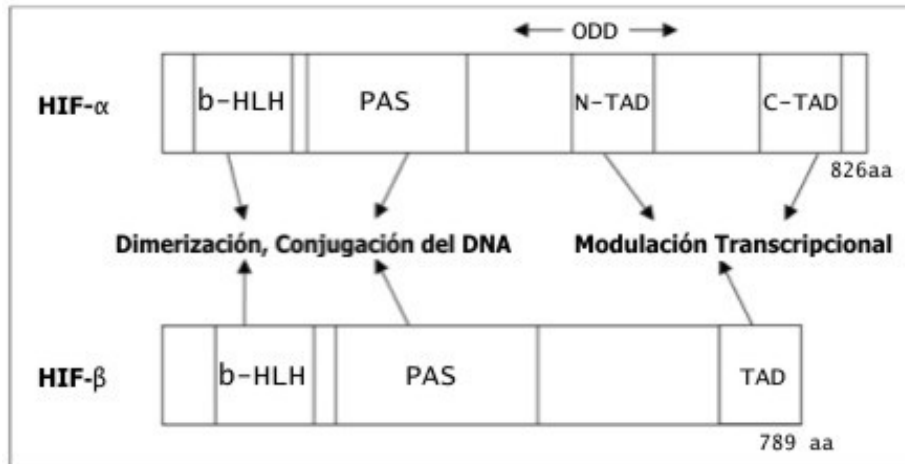 ODD
HIF-α
b-HLH
PAS
N-TAD
C-TAD
826aa
Dimerización, Conjugación del DNA
Modulación Transcripcional
HIF-β
b-HLH
PAS
TAD
789 aa